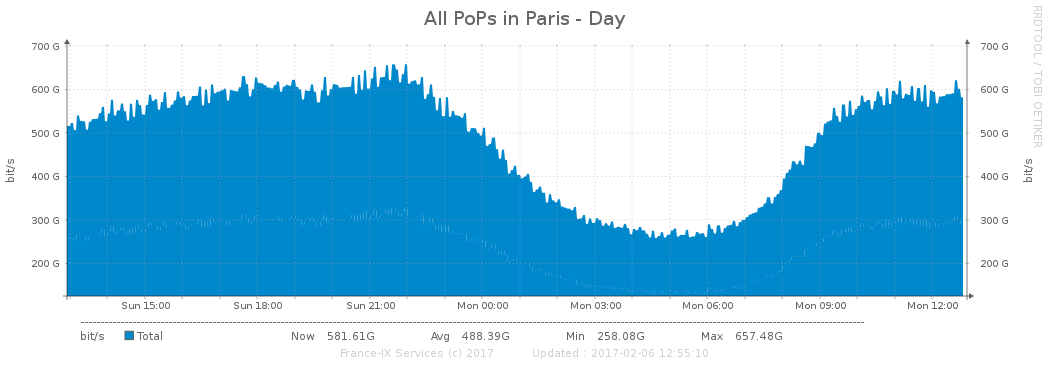 All PoPs in Paris - Day
RRDTOOL / TOBI OETIKER
bit/s
700 G
600 G
500 G
400 G
300 G
200 G
700 G
600 G
500 G
400 G
300 G
200 G
bit/s
Sun 15:00 Sun 18:00 Sun 21:00 Mon 00:00 Mon 03:00 Mon 06:00 Mon 09:00 Mon 12:00
bit/s Total Now 581.61G Avg 488.39G Min 258.08G Max 657.48G
France-IX Services (c) 2017 Updated : 2017-02-06 12:55:10